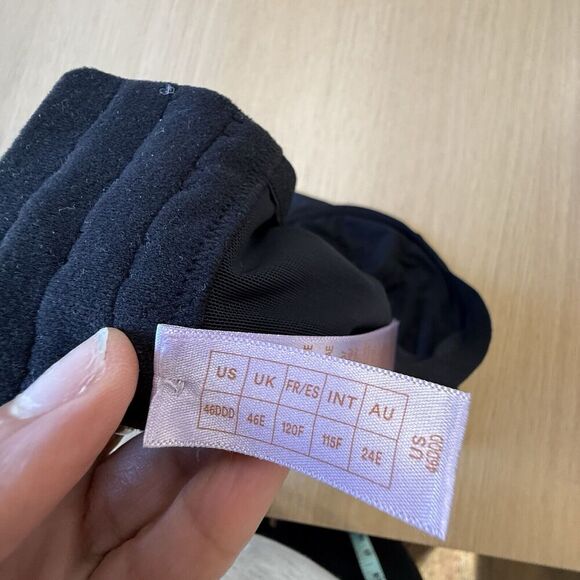 US UK FR/ES INT AU
46DDD 46E 120F 115F 24E
US
46DDD